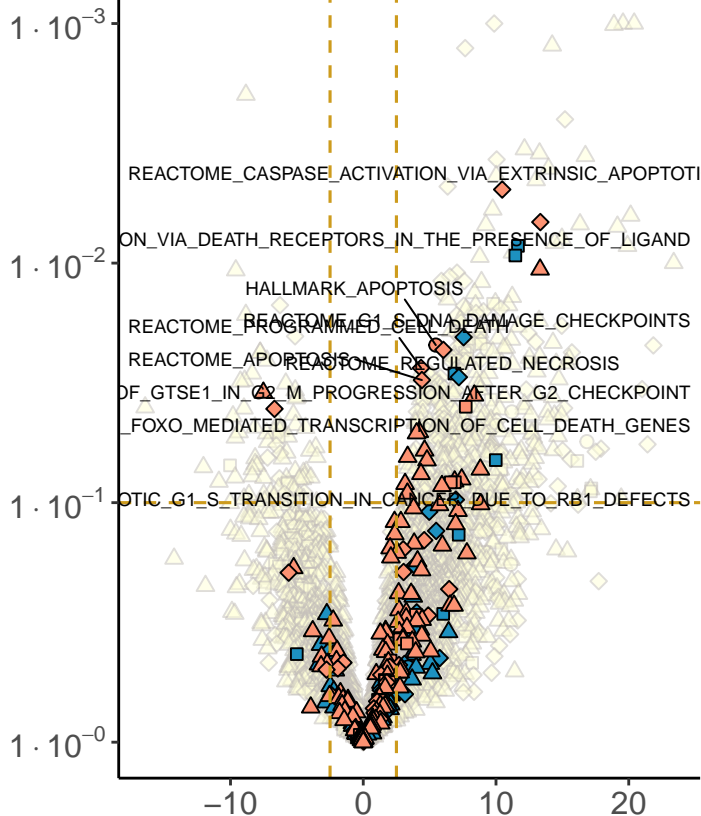 1 · 10⁻³
REACTOME_CASPASE_ACTIVATION_VIA_EXTRINSIC_APOPTOTI
ON_VIA_DEATH_RECEPTORS_IN_THE_PRESENCE_OF_LIGAND
1 · 10⁻²
HALLMARK_APOPTOSIS
REACTOME_G1_S_DNA_DAMAGE_CHECKPOINTS
REACTOME_PROGRAMMED_CELL_DEATH
REACTOME_APOPTOSIS
REACTOME_REGULATED_NECROSIS
OF_GTSE1_IN_G2_M_PROGRESSION_AFTER_G2_CHECKPOINT
_FOXO_MEDIATED_TRANSCRIPTION_OF_CELL_DEATH_GENES
OTIC_G1_S_TRANSITION_IN_CANCER_DUE_TO_RB1_DEFECTS
1 · 10⁻¹
1 · 10⁻⁰
−10 0 10 20